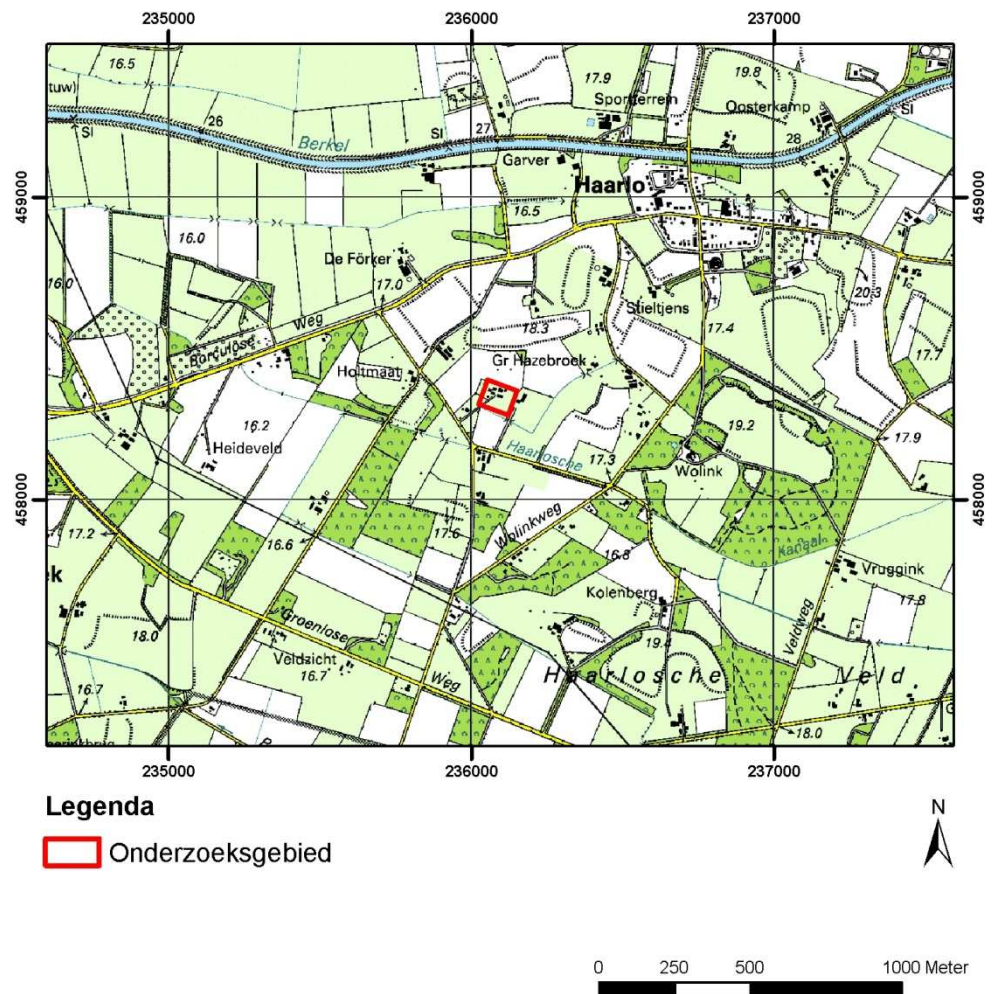 235000 236000 237000
16.5
17.9
19.8
tuw)
Sportterrein
Oosterkamp
Sl
26
Berkel
Sl
27
28
Sl
Garver
Haarlo
459000 459000
16.5
16.0
De Förker
16.0
17.0
20.3
Stieltjens
Borculose Weg
18.3
17.4
Gr Hazebroek
17.7
Holtmaat
16.2
19.2
Heideveld
Haarlosche
17.3
Wolink
17.9
458000 458000
17.2
16.6
17.6
Wolinkweg
16.8
Kanaal
k
Vruggink
Kolenberg
17.8
18.0
Groenlose Weg
19.4
Veldweg
Veldzicht
16.7
16.7
Haarlosche Veld
18.0
235000 236000 237000
Legenda
Onderzoeksgebied
N
0 250 500 1000 Meter